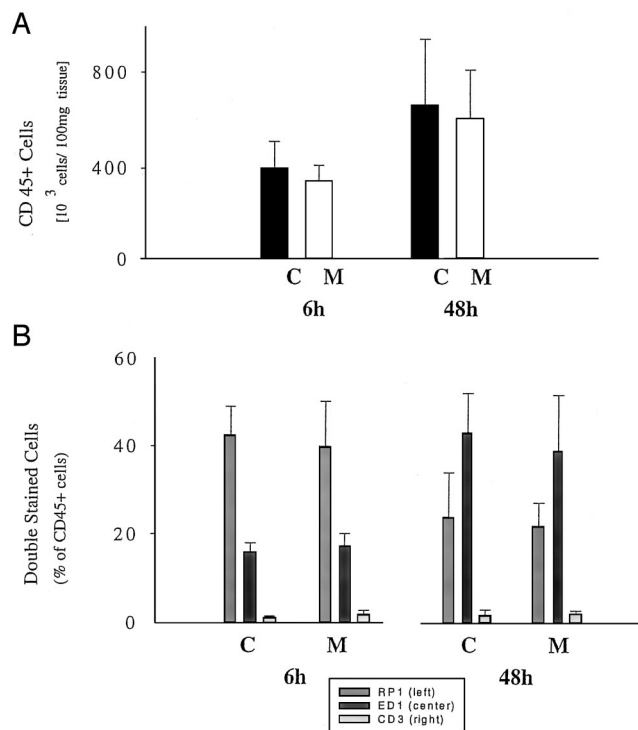 A
CD 45+ Cells
[10 3 cells/ 100mg tissue]
800
400
0
C M C M
6h 48h
B
Double Stained Cells
(% of CD45+ cells)
60
40
20
0
C M C M
6h 48h
RP1 (left)
ED1 (center)
CD3 (right)